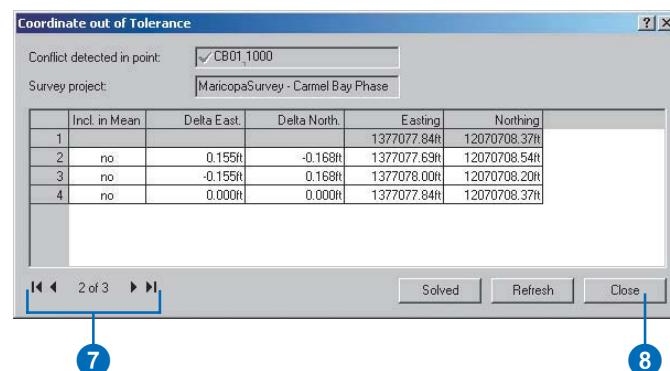 Coordinate out of Tolerance
Conflict detected in point: CB01_1000
Survey project: MaricopaSurvey - Carmel Bay Phase
Incl. in Mean Delta East. Delta North. Easting Northing
1 1377077.84ft 12070708.37ft
2 no 0.155ft -0.168ft 1377077.69ft 12070708.54ft
3 no -0.155ft 0.168ft 1377078.00ft 12070708.20ft
4 no 0.000ft 0.000ft 1377077.84ft 12070708.37ft
2 of 3 Solved Refresh Close
7 8